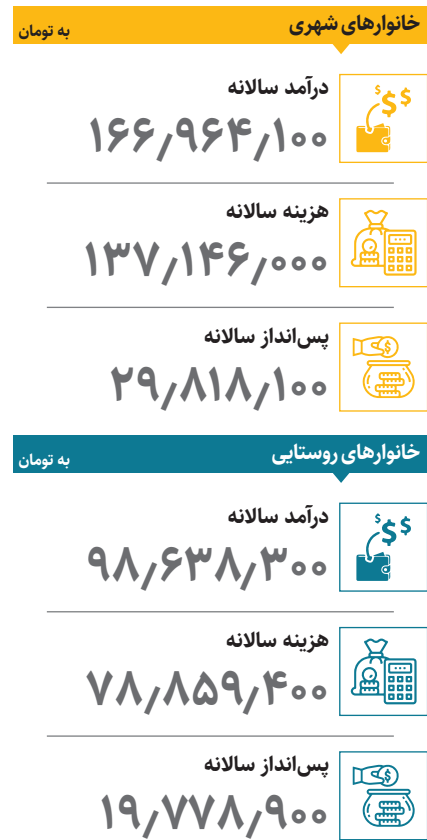 خانوارهای شهری
به تومان
درآمد سالانه
۱۶۶٫۹۶۴٫۱۰۰
هزینه سالانه
۱۳۷٫۱۴۶٫۰۰۰
پس‌انداز سالانه
۲۹٫۸۱۸٫۱۰۰
خانوارهای روستایی
به تومان
درآمد سالانه
۹۸٫۶۳۸٫۳۰۰
هزینه سالانه
۷۸٫۸۵۹٫۴۰۰
پس‌انداز سالانه
۱۹٫۷۷۸٫۹۰۰